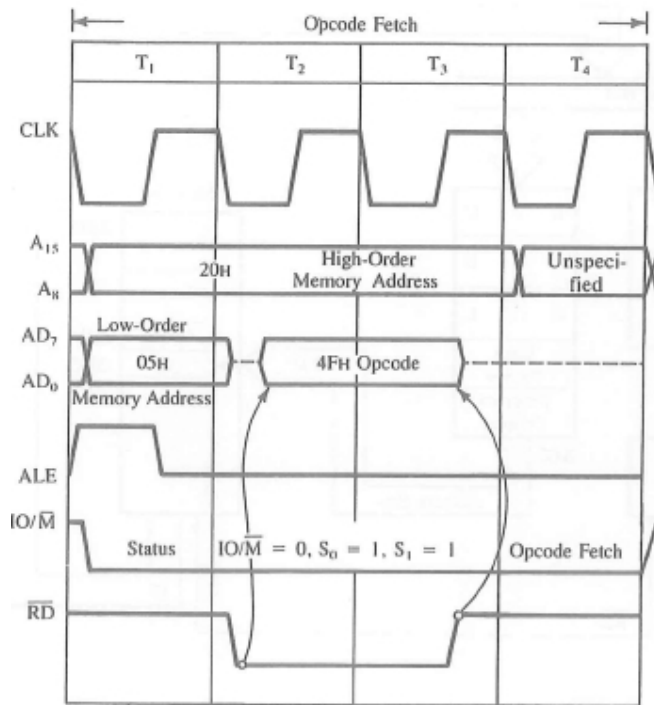 Opcode Fetch
T₁ T₂ T₃ T₄
CLK
A₁₅
A₈
20H
High-Order
Memory Address
Unspeci-
fied
AD₇
AD₀
Low-Order
05H
Memory Address
4FH Opcode
ALE
IO/M̅
Status IO/M̅ = 0, S₀ = 1, S₁ = 1 Opcode Fetch
R̅D̅